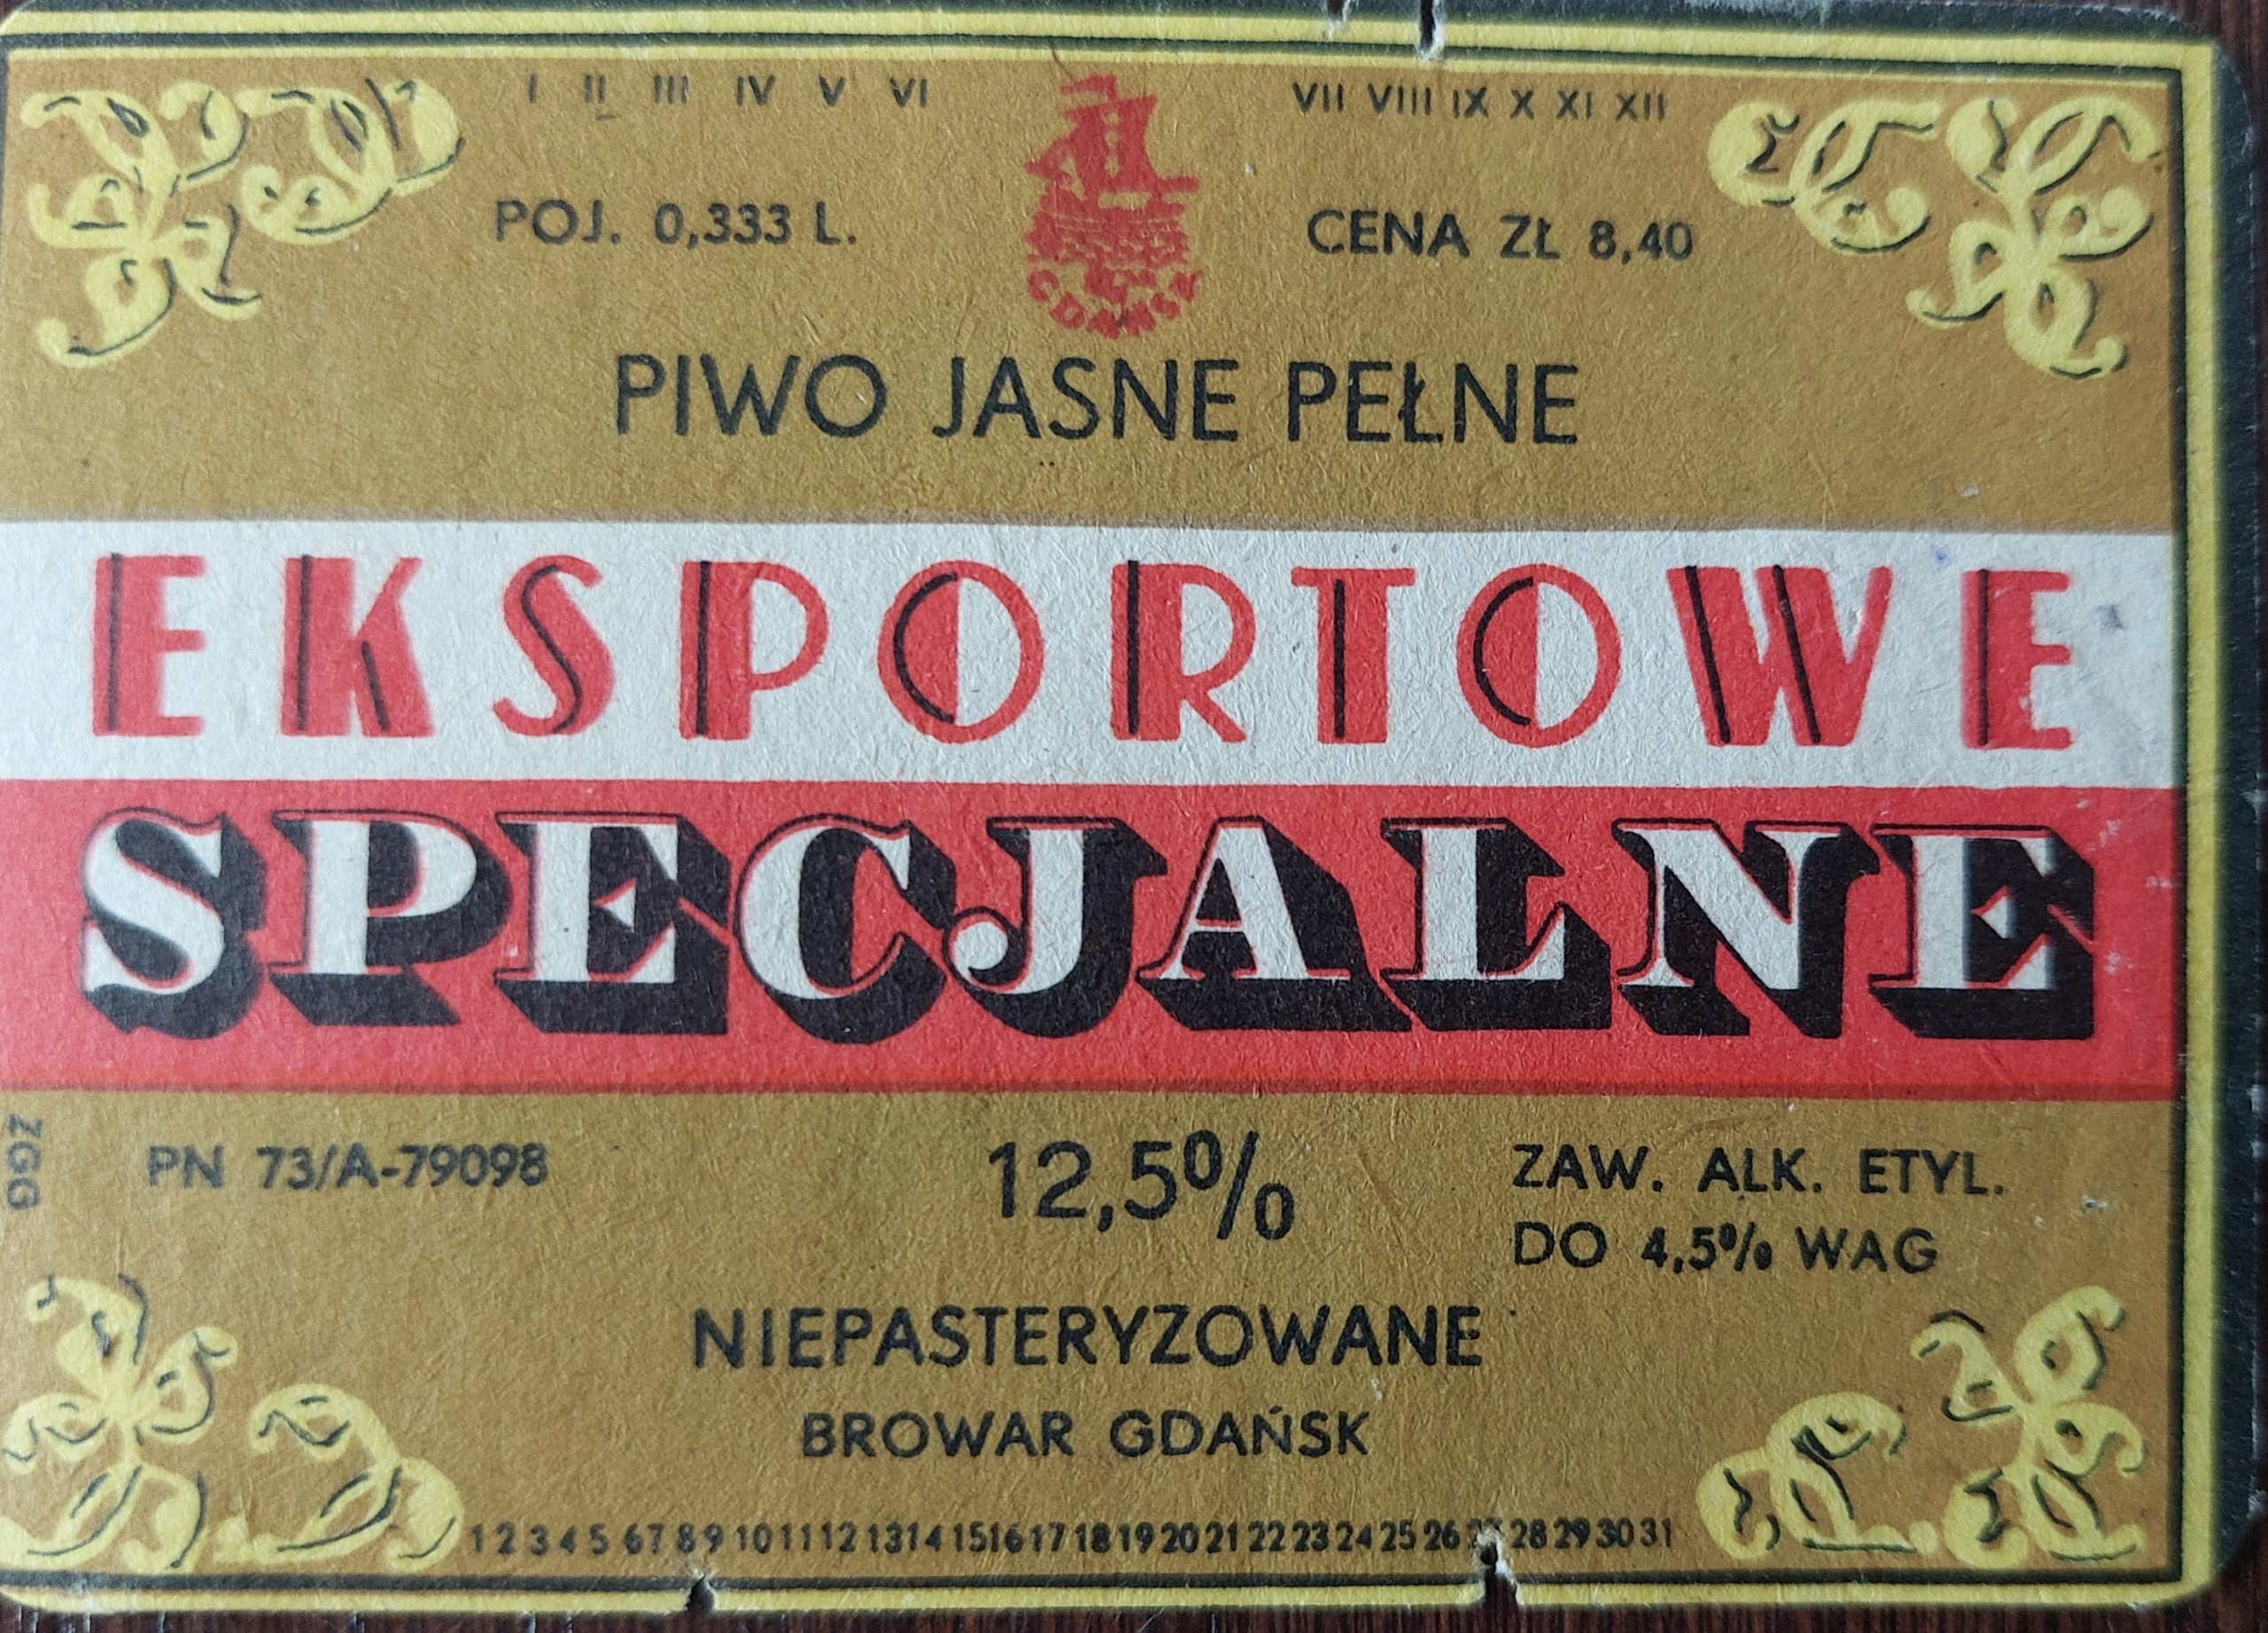 I II III IV V VI VII VIII IX X XI XII
POJ. 0,333 L. CENA ZŁ 8,40
GDAŃSK
PIWO JASNE PEŁNE
EKSPORTOWE
SPECJALNE
ZGG
PN 73/A-79098 12,5% ZAW. ALK. ETYL.
DO 4,5% WAG
NIEPASTERYZOWANE
BROWAR GDAŃSK
1 2 3 4 5 6 7 8 9 10 11 12 13 14 15 16 17 18 19 20 21 22 23 24 25 26 27 28 29 30 31